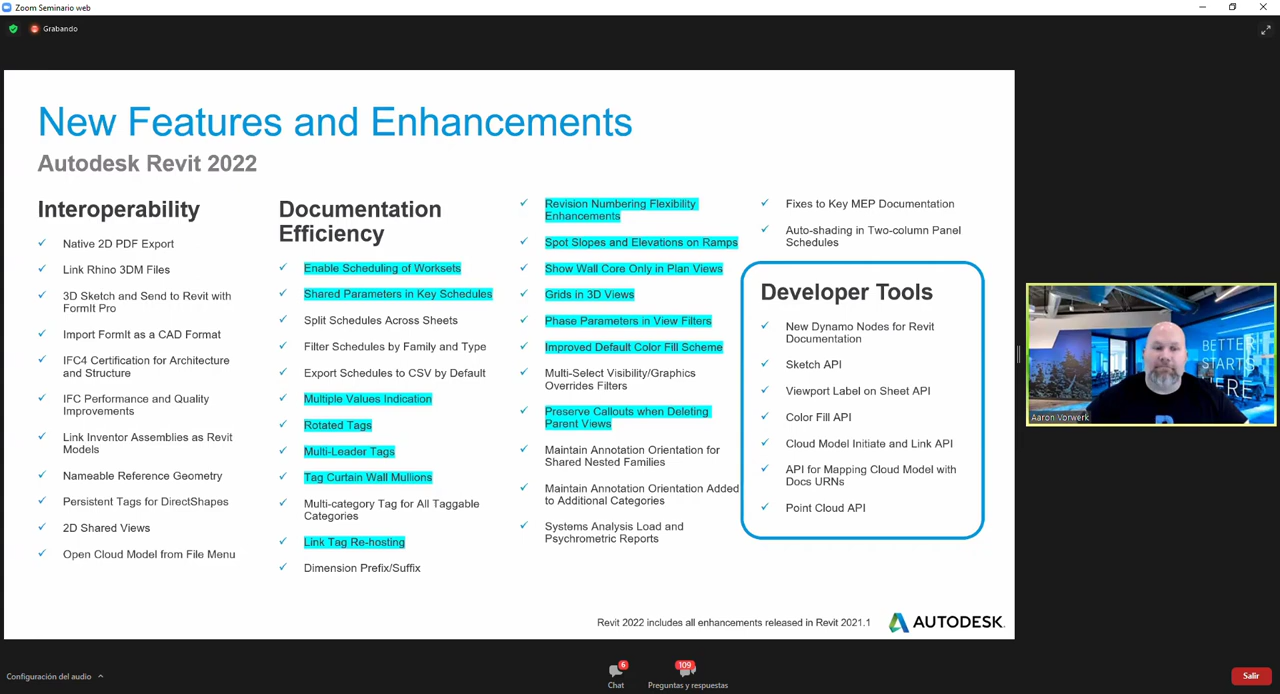 Zoom Seminario web
Grabando
New Features and Enhancements
Autodesk Revit 2022
Interoperability
Native 2D PDF Export
Link Rhino 3DM Files
3D Sketch and Send to Revit with
FormIt Pro
Import FormIt as a CAD Format
IFC4 Certification for Architecture
and Structure
IFC Performance and Quality
Improvements
Link Inventor Assemblies as Revit
Models
Nameable Reference Geometry
Persistent Tags for DirectShapes
2D Shared Views
Open Cloud Model from File Menu
Documentation
Efficiency
Enable Scheduling of Worksets
Shared Parameters in Key Schedules
Split Schedules Across Sheets
Filter Schedules by Family and Type
Export Schedules to CSV by Default
Multiple Values Indication
Rotated Tags
Multi-Leader Tags
Tag Curtain Wall Mullions
Multi-category Tag for All Taggable
Categories
Link Tag Re-hosting
Dimension Prefix/Suffix
Revision Numbering Flexibility
Enhancements
Spot Slopes and Elevations on Ramps
Show Wall Core Only in Plan Views
Grids in 3D Views
Phase Parameters in View Filters
Improved Default Color Fill Scheme
Multi-Select Visibility/Graphics
Overrides Filters
Preserve Callouts when Deleting
Parent Views
Maintain Annotation Orientation for
Shared Nested Families
Maintain Annotation Orientation Added
to Additional Categories
Systems Analysis Load and
Psychrometric Reports
Fixes to Key MEP Documentation
Auto-shading in Two-column Panel
Schedules
Developer Tools
New Dynamo Nodes for Revit
Documentation
Sketch API
Viewport Label on Sheet API
Color Fill API
Cloud Model Initiate and Link API
API for Mapping Cloud Model with
Docs URNs
Point Cloud API
Revit 2022 includes all enhancements released in Revit 2021.1
AUTODESK.
BETTER
STARTS
HERE
Aaron Vorwerk
Configuración del audio
6
Chat
109
Preguntas y respuestas
Salir